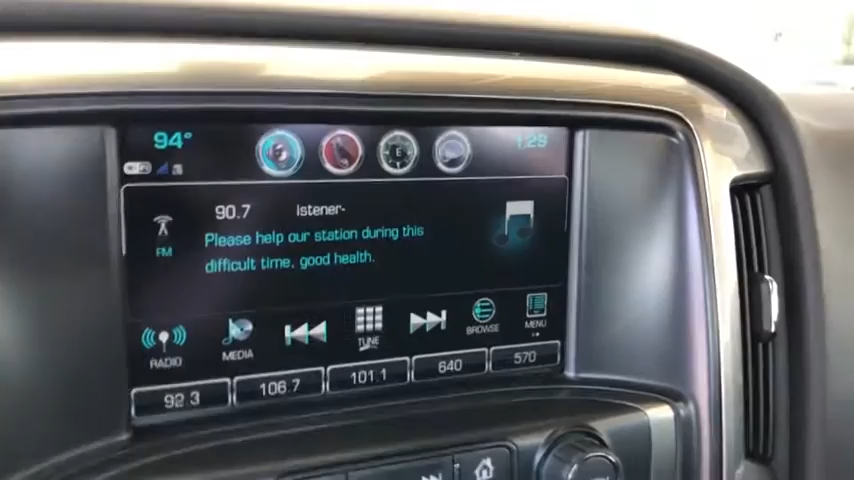 94° E 1:29
90.7 istener-
FM
Please help our station during this
difficult time, good health.
RADIO MEDIA TUNE BROWSE MENU
92.3 106.7 101.1 640 570